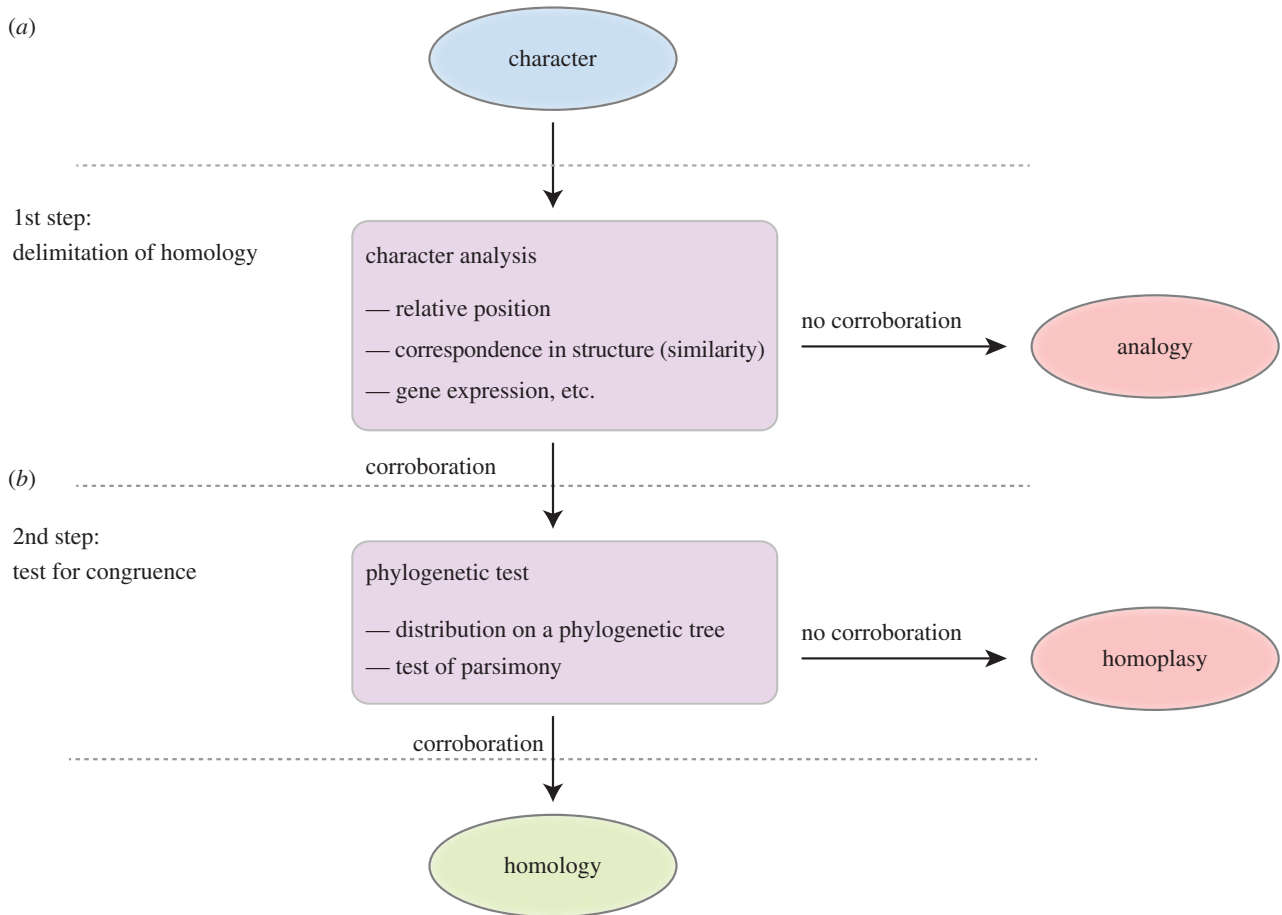 (a)
character
1st step:
delimitation of homology
character analysis
— relative position
— correspondence in structure (similarity)
— gene expression, etc.
no corroboration
analogy
corroboration
(b)
2nd step:
test for congruence
phylogenetic test
— distribution on a phylogenetic tree
— test of parsimony
no corroboration
homoplasy
corroboration
homology